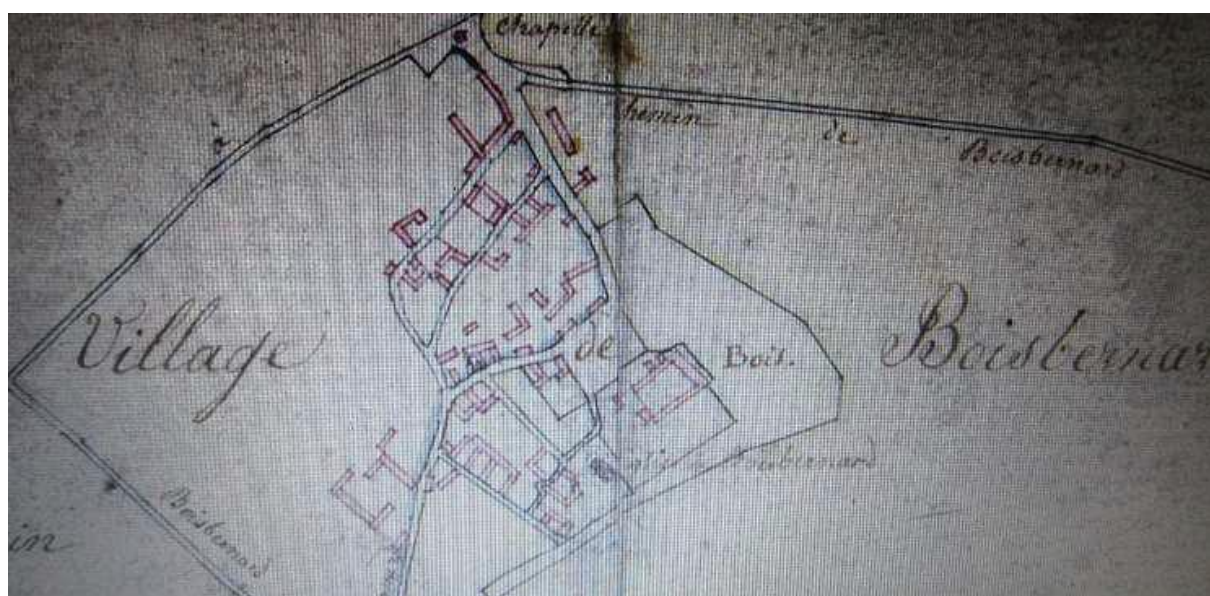 Chapelle
Chemin de Boisbernard
Village de Boisbernar
Bois.
Boisbernard
in